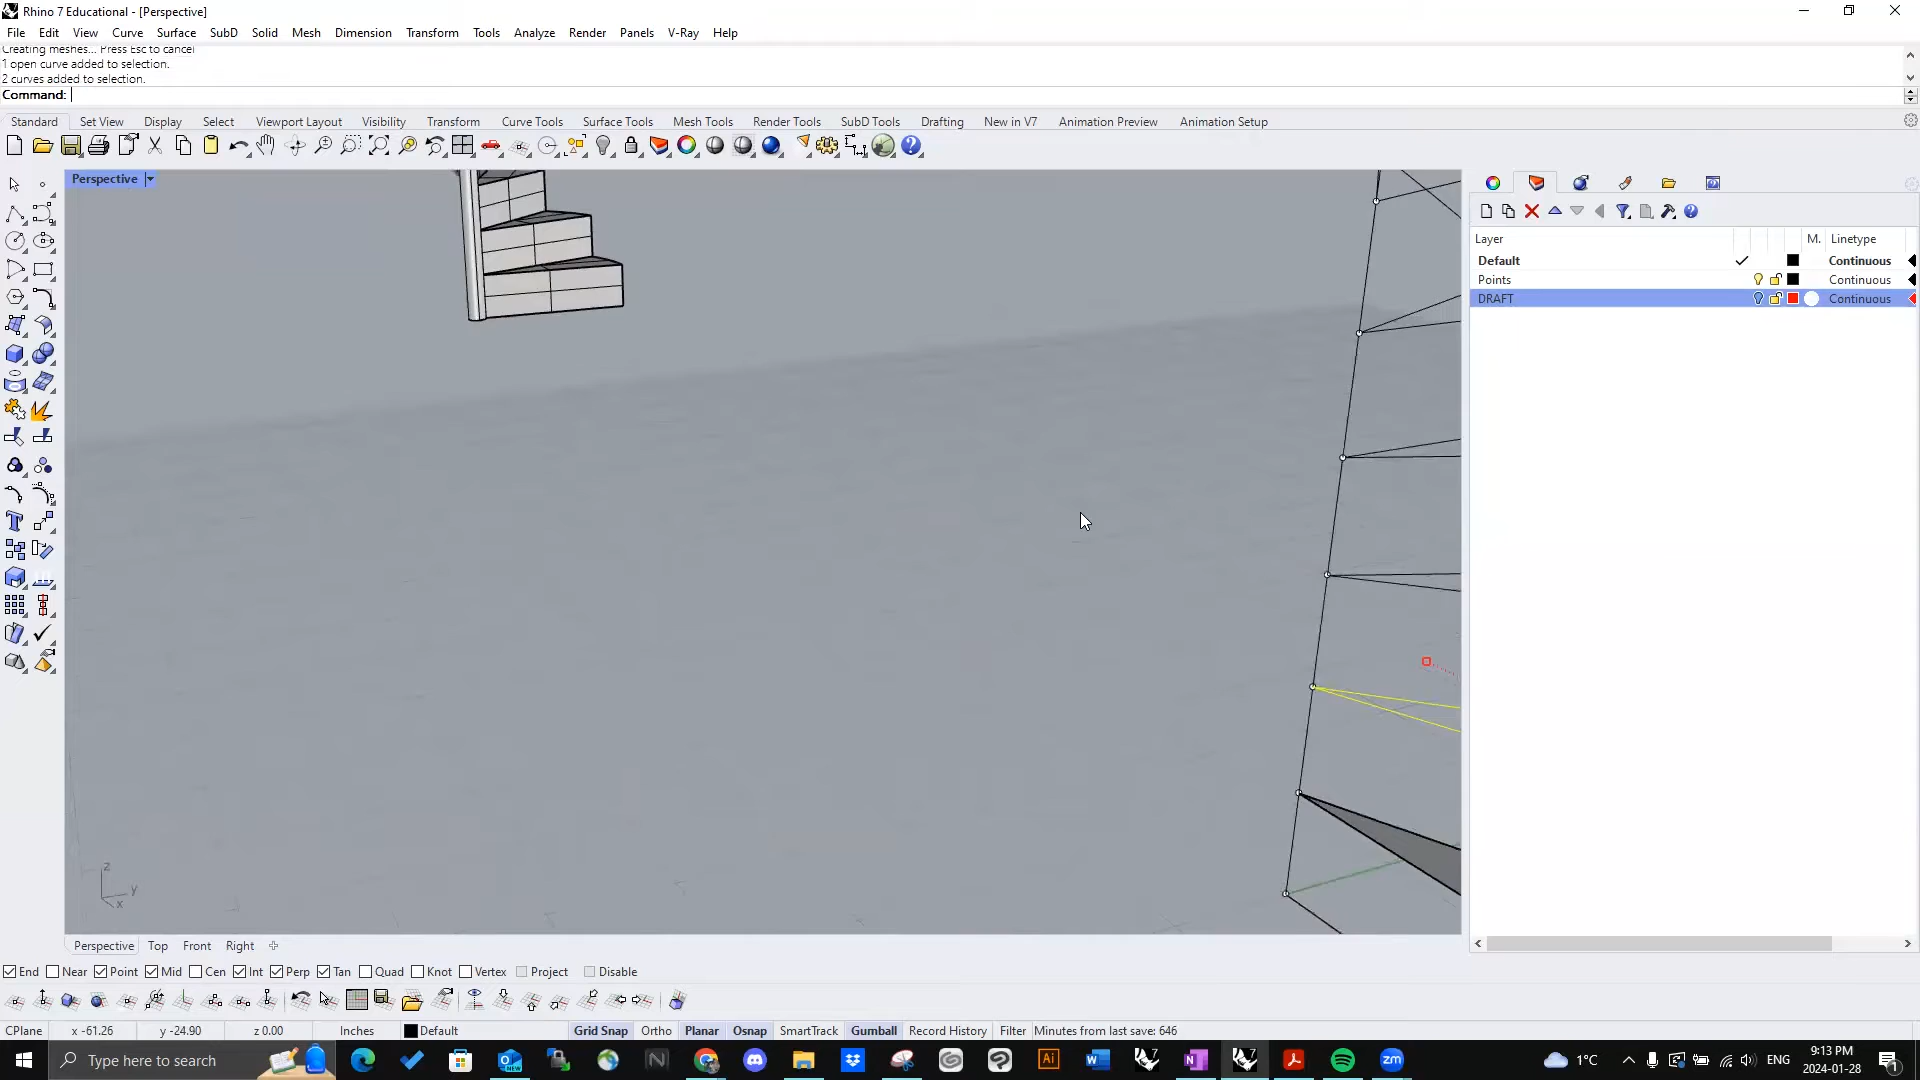 Rhino 7 Educational - [Perspective]
File Edit View Curve Surface SubD Solid Mesh Dimension Transform Tools Analyze Render Panels V-Ray Help
Creating meshes... Press Esc to cancel
1 open curve added to selection.
2 curves added to selection.
Command:
Standard Set View Display Select Viewport Layout Visibility Transform Curve Tools Surface Tools Mesh Tools Render Tools SubD Tools Drafting New in V7 Animation Preview Animation Setup
Perspective
Layer M. Linetype
Default Continuous
Points Continuous
DRAFT Continuous
z
y
x
Perspective Top Front Right
End Near Point Mid Cen Int Perp Tan Quad Knot Vertex Project Disable
CPlane x -61.26 y -24.90 z 0.00 Inches Default Grid Snap Ortho Planar Osnap SmartTrack Gumball Record History Filter Minutes from last save: 646
Type here to search
NEW
N
Ai
W
N
zm
1°C
ENG
9:13 PM
2024-01-28
1